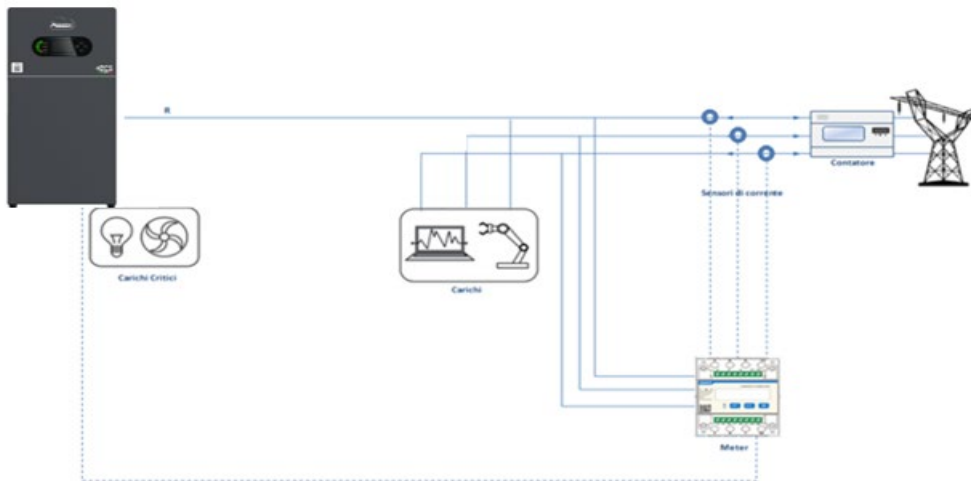 R
Contatore
Sensori di corrente
Carichi Critici
Carichi
Meter